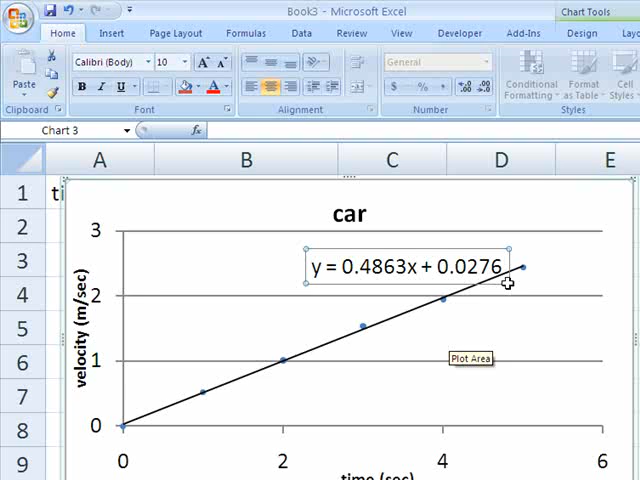 Book3 - Microsoft Excel
Chart Tools
Home Insert Page Layout Formulas Data Review View Developer Add-Ins Design
Paste
Calibri (Body) 10 A A
B I U A
General
$ % ,
Conditional Formatting
Format as Table
Cell Styles
Clipboard Font Alignment Number Styles
Chart 3 fx
A B C D E
1
2
3
4
5
6
7
8
9
ti
car
y = 0.4863x + 0.0276
velocity (m/sec)
3
2
1
0
Plot Area
0 2 4 6
time (sec)